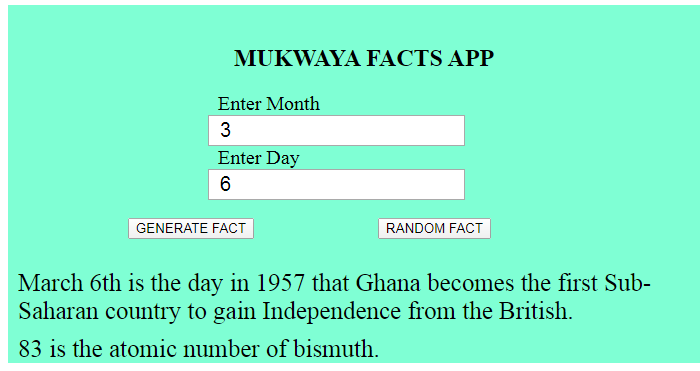 MUKWAYA FACTS APP
Enter Month
3
Enter Day
6
GENERATE FACT
RANDOM FACT
March 6th is the day in 1957 that Ghana becomes the first Sub-
Saharan country to gain Independence from the British.
83 is the atomic number of bismuth.